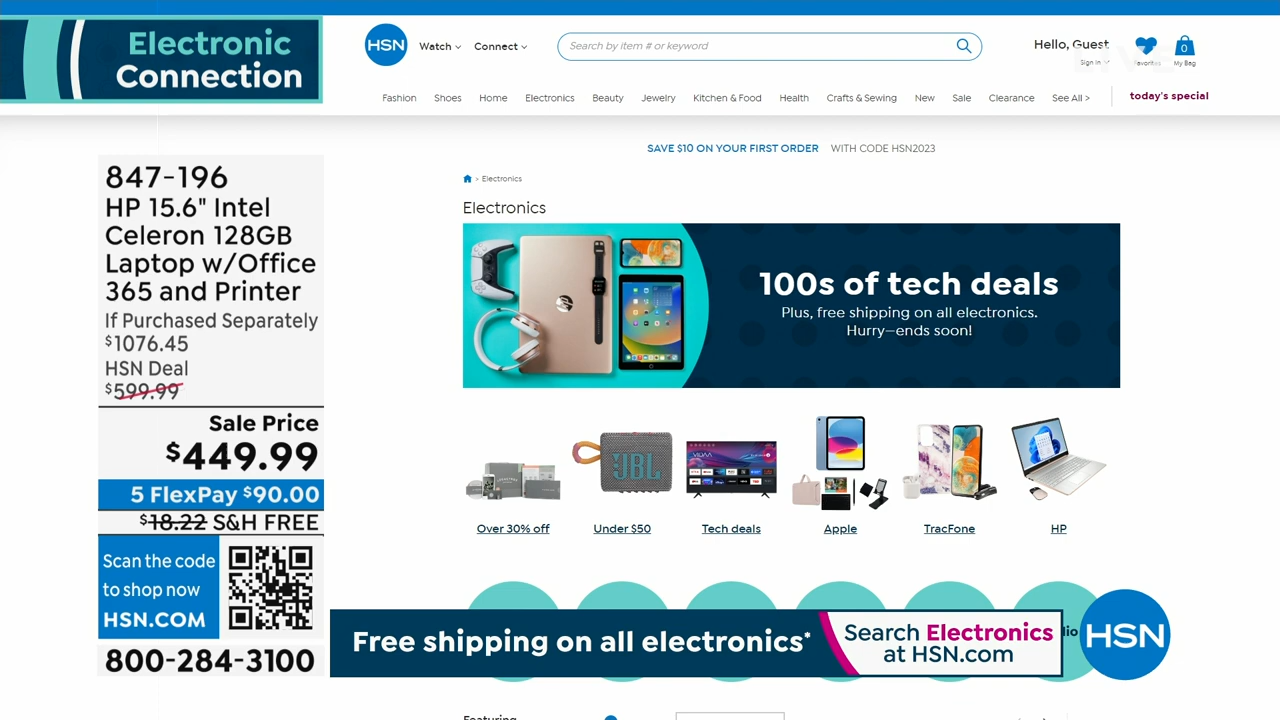 Electronic
Connection
HSN
Watch
Connect
Search by item # or keyword
Hello, Guest
Sign In
Favorites
0
My Bag
Fashion
Shoes
Home
Electronics
Beauty
Jewelry
Kitchen & Food
Health
Crafts & Sewing
New
Sale
Clearance
See All >
today's special
SAVE $10 ON YOUR FIRST ORDER WITH CODE HSN2023
> Electronics
Electronics
100s of tech deals
Plus, free shipping on all electronics.
Hurry—ends soon!
hp
JBL
VIDAA
Over 30% off
Under $50
Tech deals
Apple
TracFone
HP
847-196
HP 15.6" Intel
Celeron 128GB
Laptop w/Office
365 and Printer
If Purchased Separately
$1076.45
HSN Deal
$599.99
Sale Price
$449.99
5 FlexPay $90.00
$18.22 S&H FREE
Scan the code
to shop now
HSN.COM
800-284-3100
Free shipping on all electronics*
Search Electronics
at HSN.com
dio
HSN
Featuring